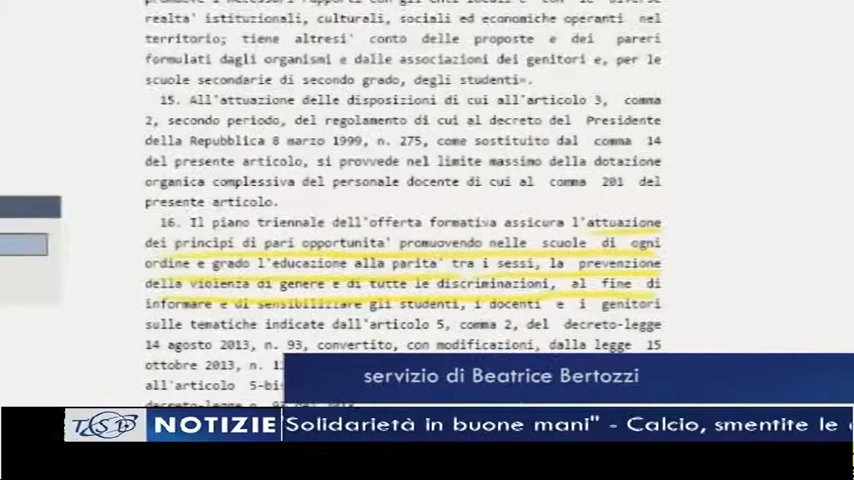 promuove i necessari rapporti con gli enti locali e con le diverse
realta' istituzionali, culturali, sociali ed economiche operanti nel
territorio; tiene altresi' conto delle proposte e dei pareri
formulati dagli organismi e dalle associazioni dei genitori e, per le
scuole secondarie di secondo grado, degli studenti».
15. All'attuazione delle disposizioni di cui all'articolo 3, comma
2, secondo periodo, del regolamento di cui al decreto del Presidente
della Repubblica 8 marzo 1999, n. 275, come sostituito dal comma 14
del presente articolo, si provvede nel limite massimo della dotazione
organica complessiva del personale docente di cui al comma 201 del
presente articolo.
16. Il piano triennale dell'offerta formativa assicura l'attuazione
dei principi di pari opportunita' promuovendo nelle scuole di ogni
ordine e grado l'educazione alla parita' tra i sessi, la prevenzione
della violenza di genere e di tutte le discriminazioni, al fine di
informare e di sensibilizzare gli studenti, i docenti e i genitori
sulle tematiche indicate dall'articolo 5, comma 2, del decreto-legge
14 agosto 2013, n. 93, convertito, con modificazioni, dalla legge 15
ottobre 2013, n.
all'articolo 5-bis
servizio di Beatrice Bertozzi
NOTIZIE "Solidarietà in buone mani" - Calcio, smentite le